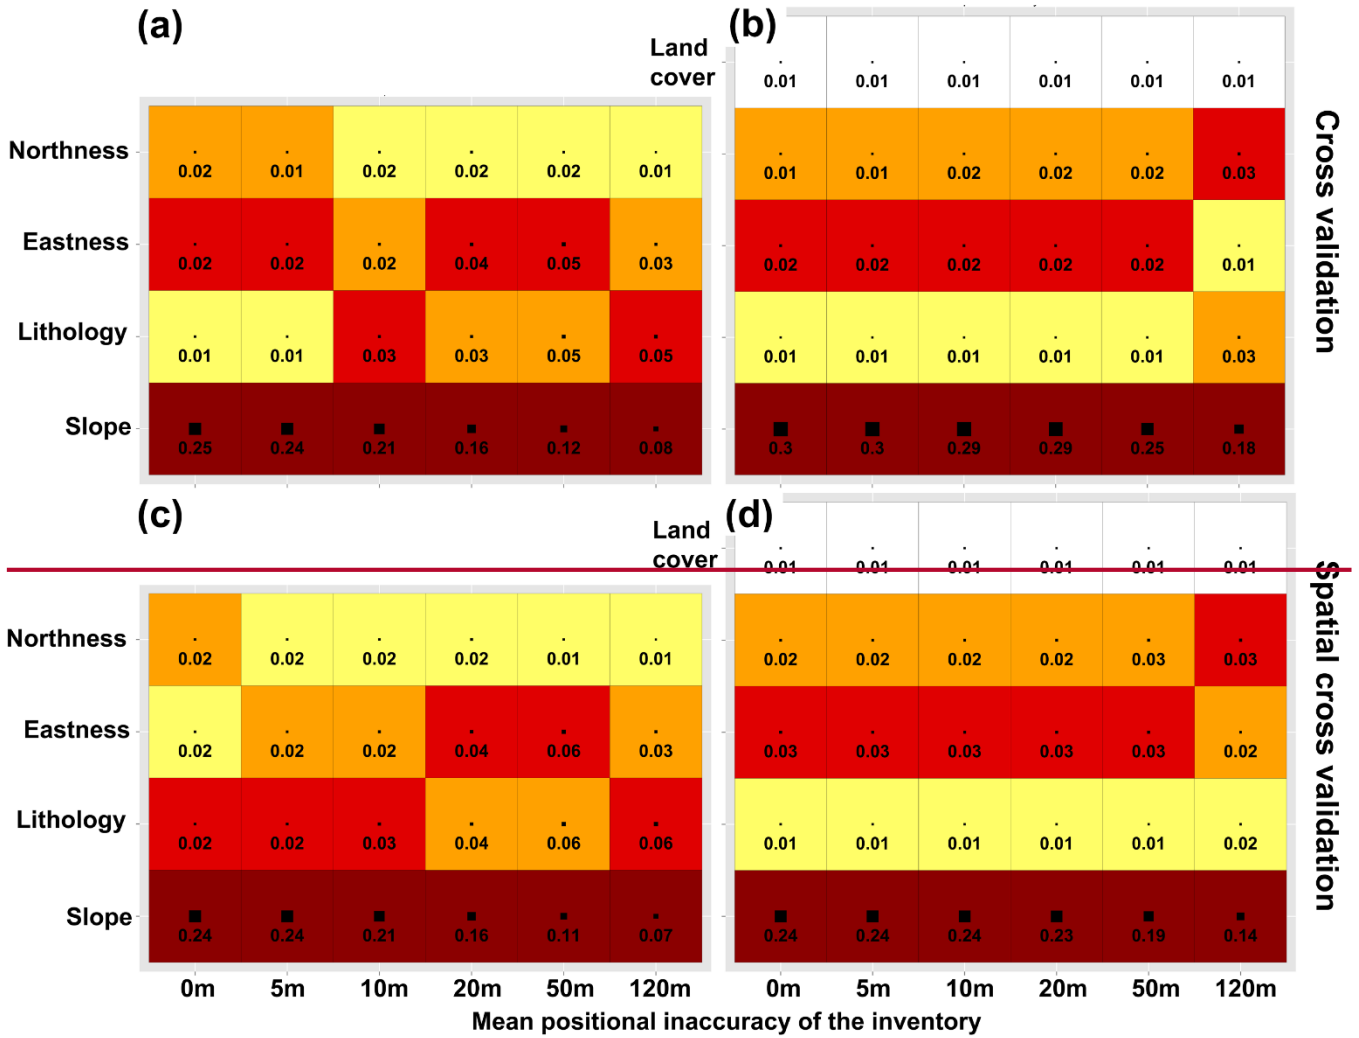 (a)
(b)
Land
cover
0.01 0.01 0.01 0.01 0.01 0.01
Northness
0.02 0.01 0.02 0.02 0.02 0.01
0.01 0.01 0.02 0.02 0.02 0.03
Eastness
0.02 0.02 0.02 0.04 0.05 0.03
0.02 0.02 0.02 0.02 0.02 0.01
Lithology
0.01 0.01 0.03 0.03 0.05 0.05
0.01 0.01 0.01 0.01 0.01 0.03
Slope
0.25 0.24 0.21 0.16 0.12 0.08
0.3 0.3 0.29 0.29 0.25 0.18
Cross validation
(c)
(d)
Land
cover
0.01 0.01 0.01 0.01 0.01 0.01
Northness
0.02 0.02 0.02 0.02 0.01 0.01
0.02 0.02 0.02 0.02 0.03 0.03
Eastness
0.02 0.02 0.02 0.04 0.06 0.03
0.03 0.03 0.03 0.03 0.03 0.02
Lithology
0.02 0.02 0.03 0.04 0.06 0.06
0.01 0.01 0.01 0.01 0.01 0.02
Slope
0.24 0.24 0.21 0.16 0.11 0.07
0.24 0.24 0.24 0.23 0.19 0.14
Spatial cross validation
0m 5m 10m 20m 50m 120m
0m 5m 10m 20m 50m 120m
Mean positional inaccuracy of the inventory